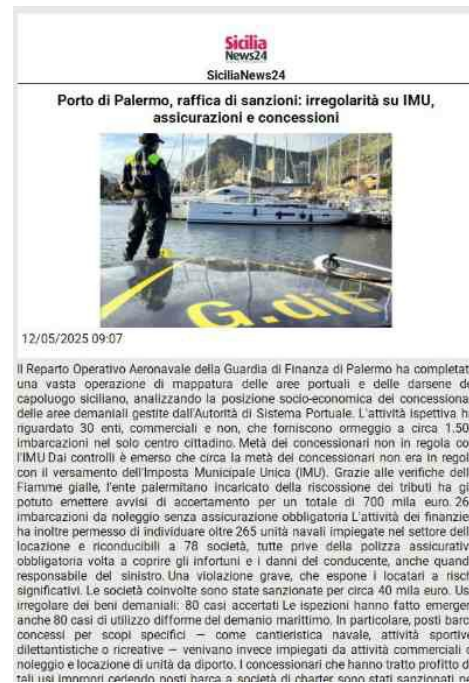 Sicilia
News24
SiciliaNews24
Porto di Palermo, raffica di sanzioni: irregolarità su IMU,
assicurazioni e concessioni
G.diF
12/05/2025 09:07
Il Reparto Operativo Aeronavale della Guardia di Finanza di Palermo ha completat
una vasta operazione di mappatura delle aree portuali e delle darsene de
capoluogo siciliano, analizzando la posizione socio-economica dei concessiona
delle aree demaniali gestite dall'Autorità di Sistema Portuale. L'attività ispettiva h
riguardato 30 enti, commerciali e non, che forniscono ormeggio a circa 1.50
imbarcazioni nel solo centro cittadino. Metà dei concessionari non in regola co
l'IMU Dai controlli è emerso che circa la metà dei concessionari non era in regol
con il versamento dell'Imposta Municipale Unica (IMU). Grazie alle verifiche dell
Fiamme gialle, l'ente palermitano incaricato della riscossione dei tributi ha gi
potuto emettere avvisi di accertamento per un totale di 700 mila euro. 26
imbarcazioni da noleggio senza assicurazione obbligatoria L'attività dei finanzie
ha inoltre permesso di individuare oltre 265 unità navali impiegate nel settore dell
locazione e riconducibili a 78 società, tutte prive della polizza assicurativ
obbligatoria volta a coprire gli infortuni e i danni del conducente, anche quand
responsabile del sinistro. Una violazione grave, che espone i locatari a risch
significativi. Le società coinvolte sono state sanzionate per circa 40 mila euro. Us
irregolare dei beni demaniali: 80 casi accertati Le ispezioni hanno fatto emerger
anche 80 casi di utilizzo difforme del demanio marittimo. In particolare, posti barc
concessi per scopi specifici — come cantieristica navale, attività sportive
dilettantistiche o ricreative — venivano invece impiegati da attività commerciali d
noleggio e locazione di unità da diporto. I concessionari che hanno tratto profitto d
tali usi impropri cedendo posti barca a società di charter sono stati sanzionati pe